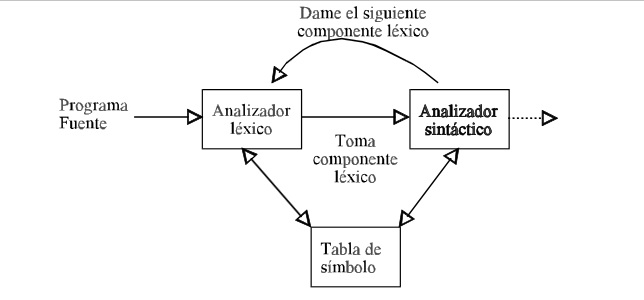 Dame el siguiente
componente léxico
Programa
Fuente
Analizador
léxico
Analizador
sintáctico
Toma
componente
léxico
Tabla de
símbolo